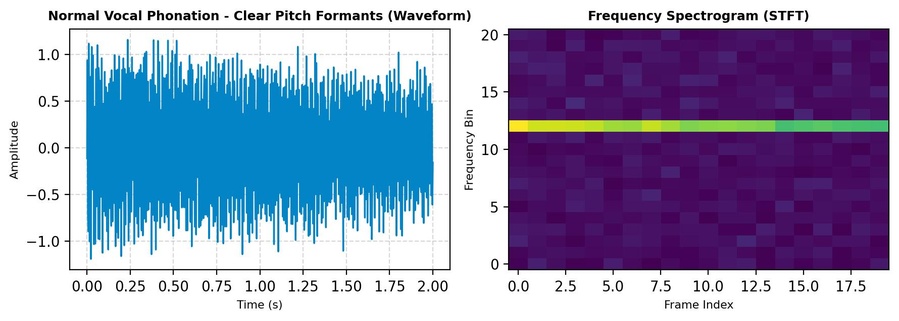 Normal Vocal Phonation - Clear Pitch Formants (Waveform)
Amplitude
1.0
0.5
0.0
−0.5
−1.0
0.00 0.25 0.50 0.75 1.00 1.25 1.50 1.75 2.00
Time (s)
Frequency Spectrogram (STFT)
Frequency Bin
20
15
10
5
0
0.0 2.5 5.0 7.5 10.0 12.5 15.0 17.5
Frame Index